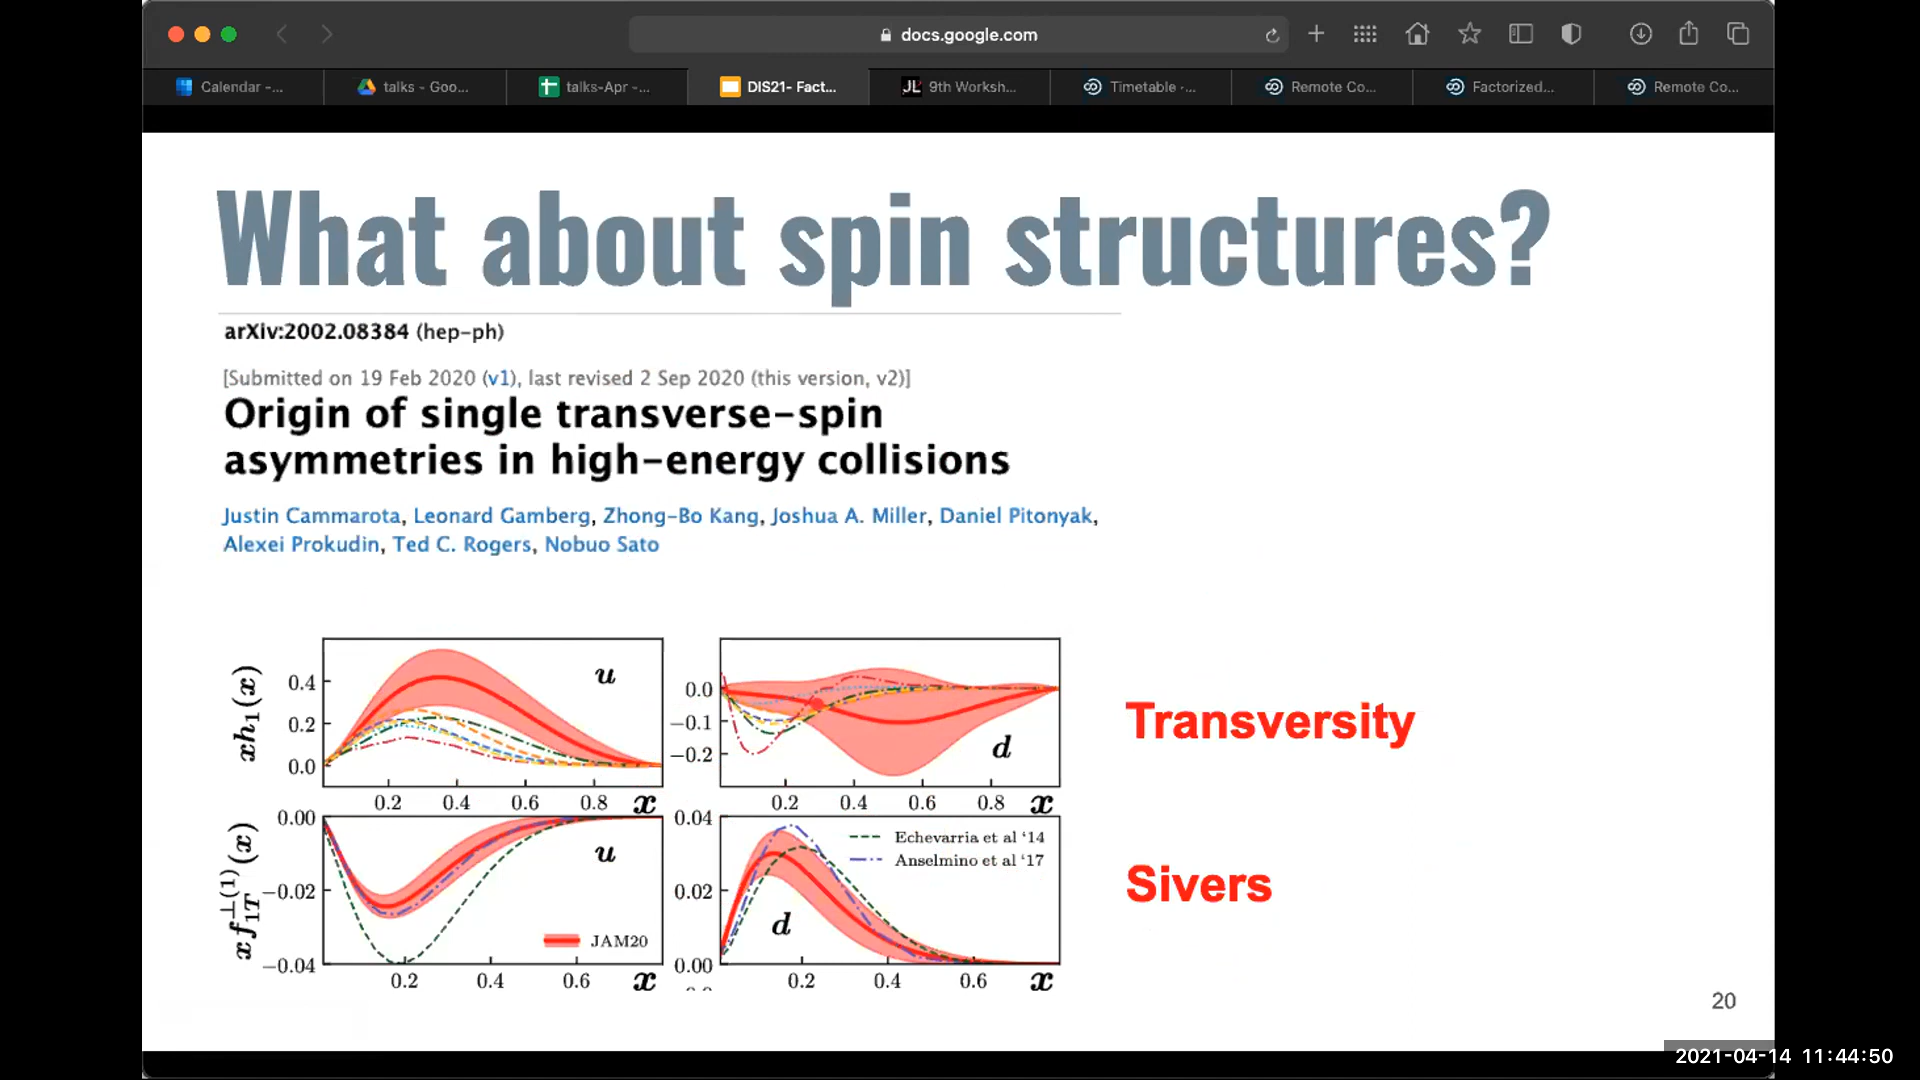 docs.google.com
Calendar -...
talks - Goo...
talks-Apr -...
DIS21- Fact...
JL 9th Worksh...
Timetable ·...
Remote Co...
Factorized...
Remote Co...
What about spin structures?
arXiv:2002.08384 (hep-ph)
[Submitted on 19 Feb 2020 (v1), last revised 2 Sep 2020 (this version, v2)]
Origin of single transverse-spin
asymmetries in high-energy collisions
Justin Cammarota, Leonard Gamberg, Zhong-Bo Kang, Joshua A. Miller, Daniel Pitonyak,
Alexei Prokudin, Ted C. Rogers, Nobuo Sato
xh₁(x)
0.4
0.2
0.0
u
0.2 0.4 0.6 0.8 x
0.0
−0.1
−0.2
d
0.2 0.4 0.6 0.8 x
Transversity
x f_{1T}^{⊥(1)}(x)
0.00
−0.02
−0.04
u
JAM20
0.2 0.4 0.6 x
0.04
0.02
0.00
Echevarria et al ‘14
Anselmino et al ‘17
d
0.2 0.4 0.6 x
Sivers
20
2021-04-14 11:44:50